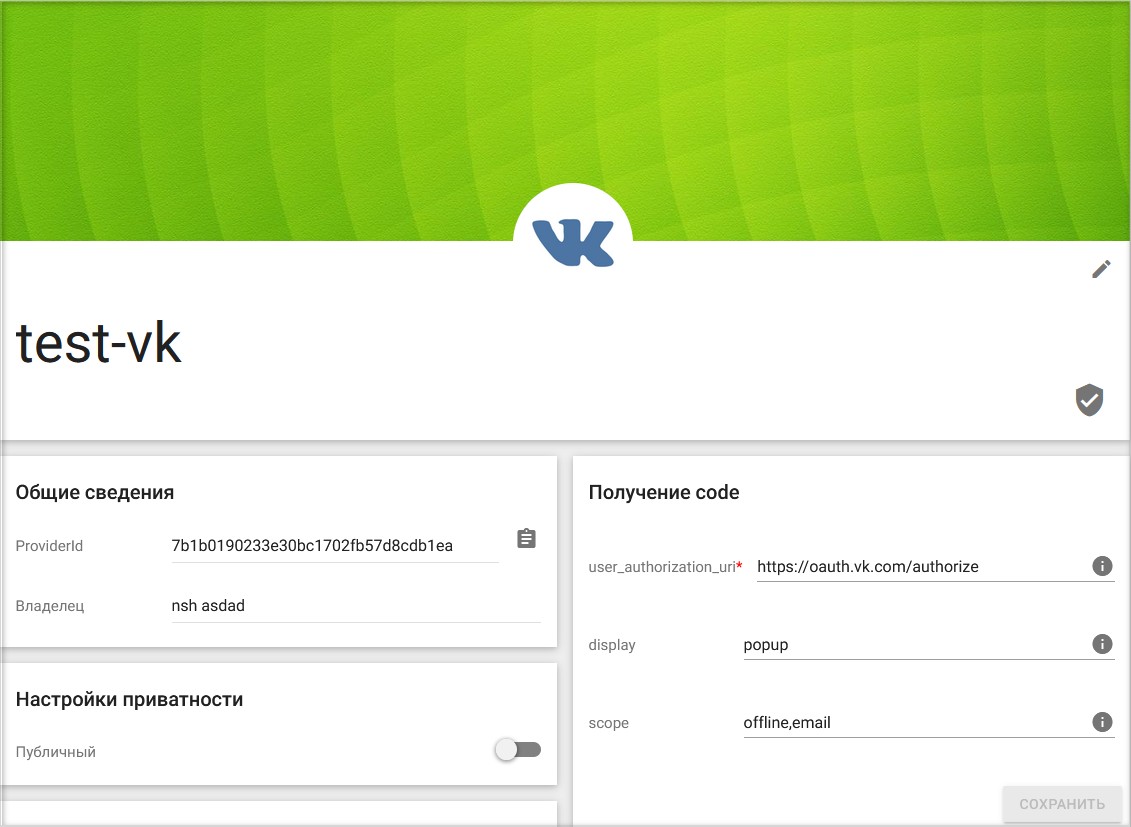 test-vk
Общие сведения
ProviderId 7b1b0190233e30bc1702fb57d8cdb1ea
Владелец nsh asdad
Настройки приватности
Публичный
Получение code
user_authorization_uri* https://oauth.vk.com/authorize
display popup
scope offline,email
СОХРАНИТЬ